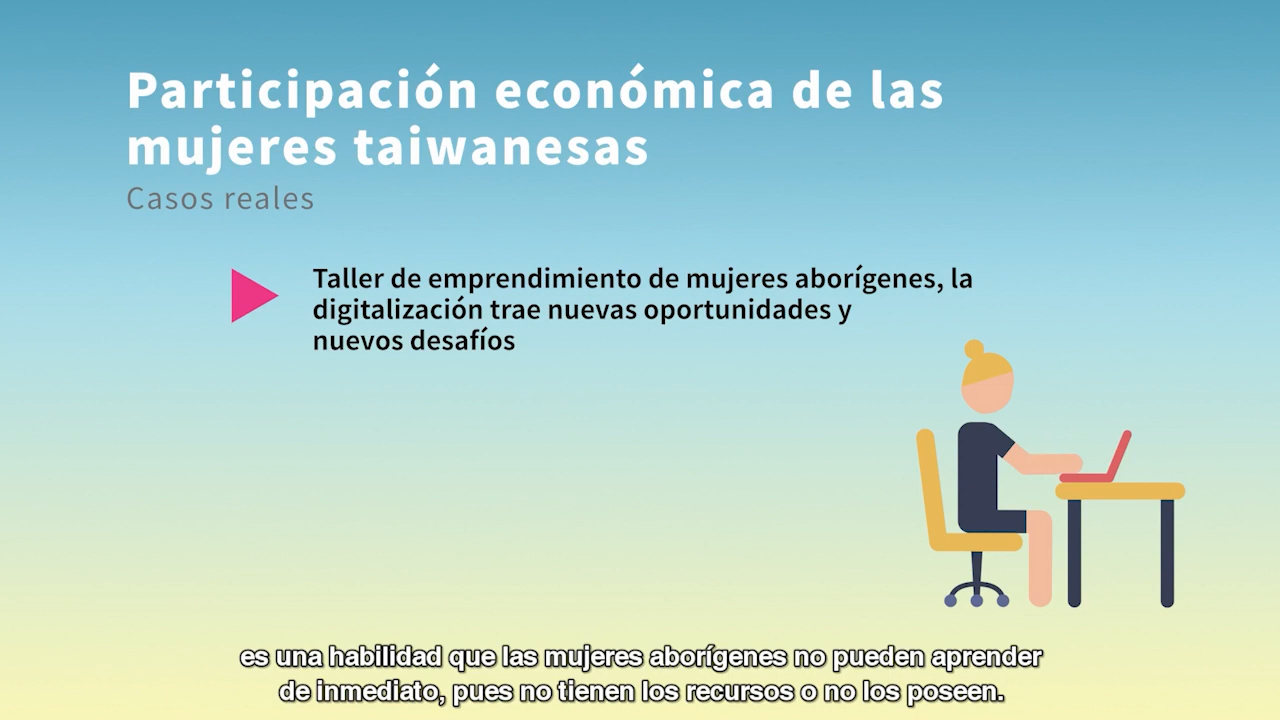 Participación económica de las
mujeres taiwanesas
Casos reales
Taller de emprendimiento de mujeres aborígenes, la
digitalización trae nuevas oportunidades y
nuevos desafíos
es una habilidad que las mujeres aborígenes no pueden aprender
de inmediato, pues no tienen los recursos o no los poseen.